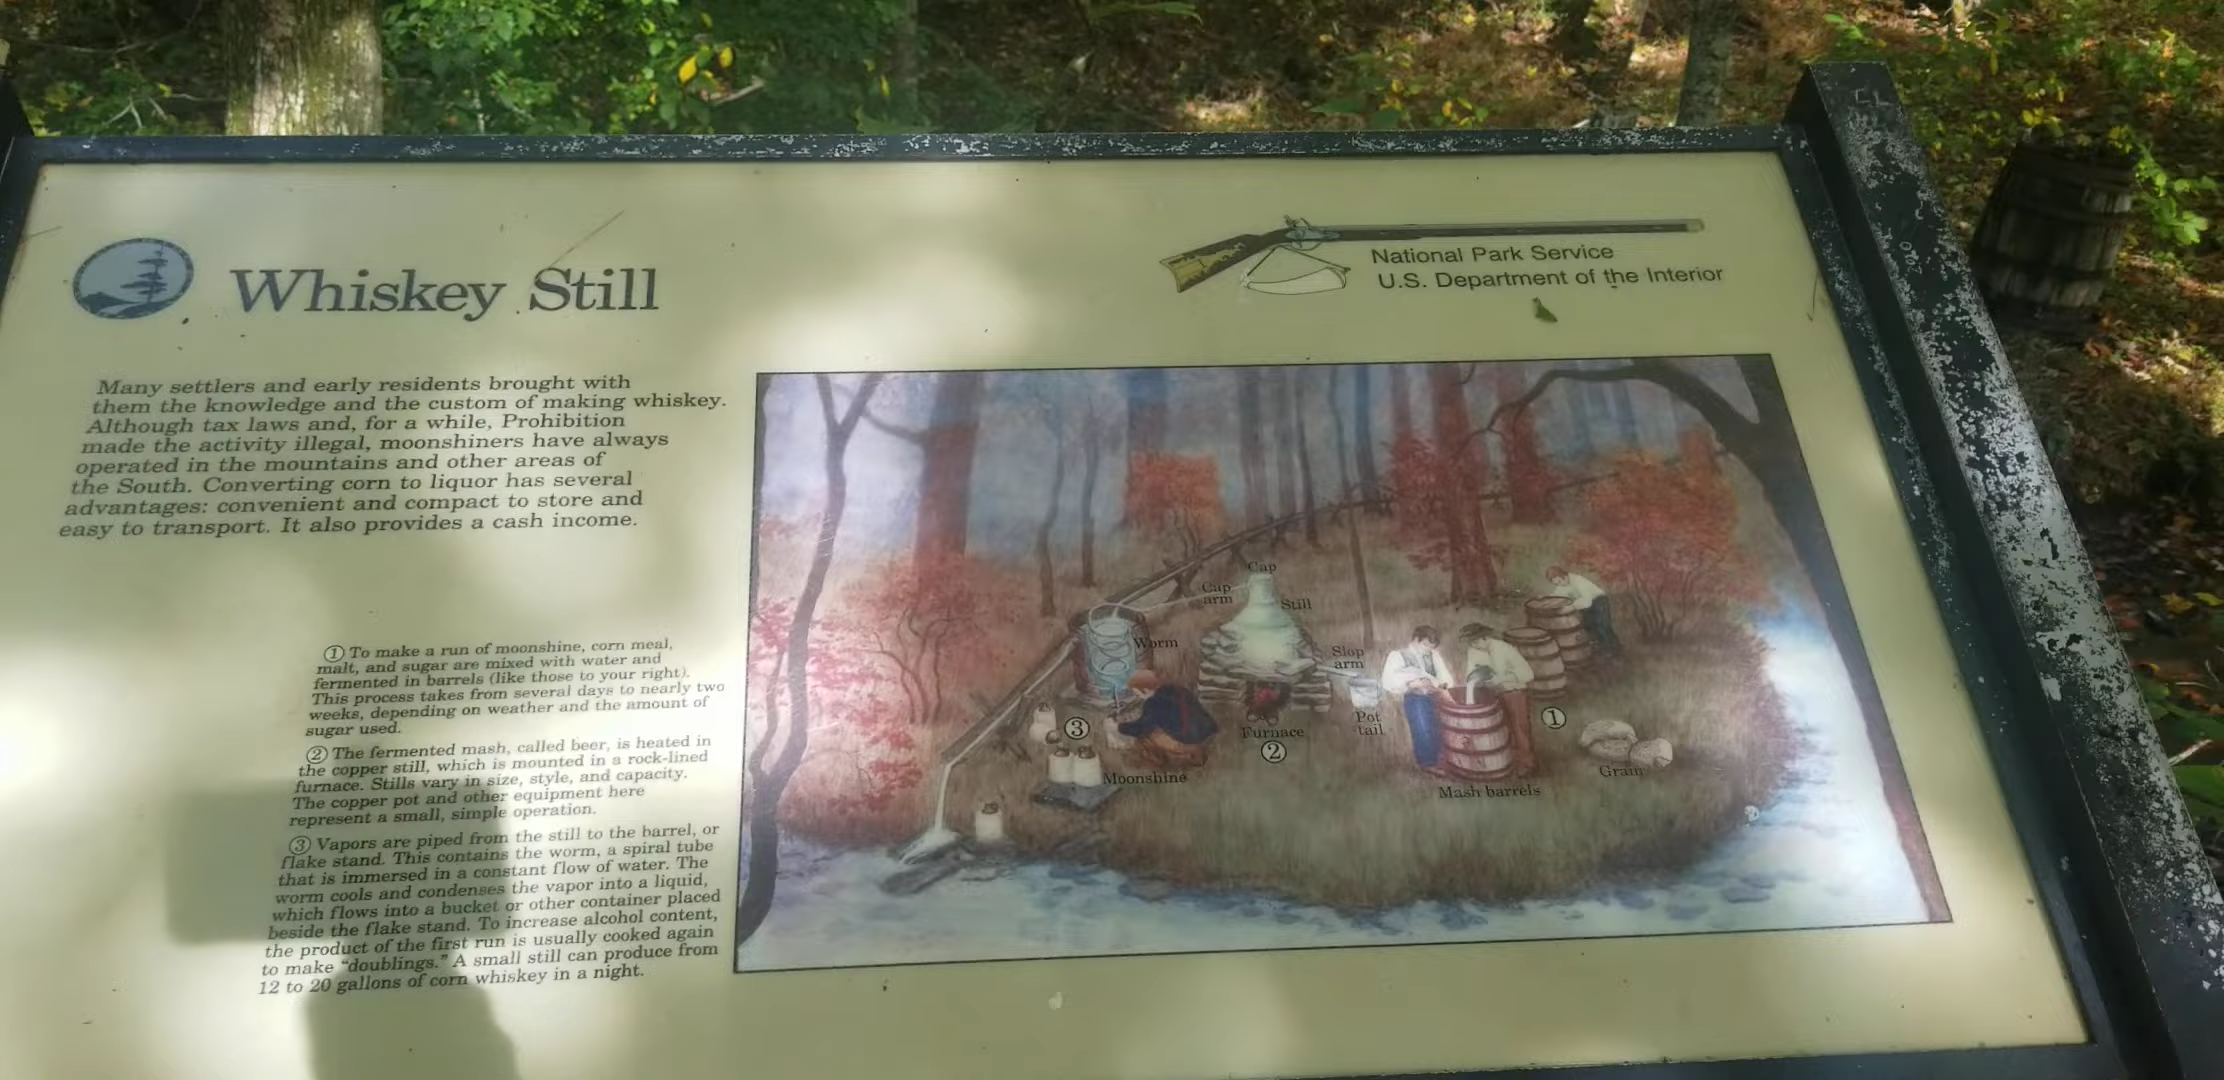 Whiskey Still
National Park Service
U.S. Department of the Interior
Many settlers and early residents brought with
them the knowledge and the custom of making whiskey.
Although tax laws and, for a while, Prohibition
made the activity illegal, moonshiners have always
operated in the mountains and other areas of
the South. Converting corn to liquor has several
advantages: convenient and compact to store and
easy to transport. It also provides a cash income.
① To make a run of moonshine, corn meal,
malt, and sugar are mixed with water and
fermented in barrels (like those to your right).
This process takes from several days to nearly two
weeks, depending on weather and the amount of
sugar used.
② The fermented mash, called beer, is heated in
the copper still, which is mounted in a rock-lined
furnace. Stills vary in size, style, and capacity.
The copper pot and other equipment here
represent a small, simple operation.
③ Vapors are piped from the still to the barrel, or
flake stand. This contains the worm, a spiral tube
that is immersed in a constant flow of water. The
worm cools and condenses the vapor into a liquid,
which flows into a bucket or other container placed
beside the flake stand. To increase alcohol content,
the product of the first run is usually cooked again
to make "doublings." A small still can produce from
12 to 20 gallons of corn whiskey in a night.
Cap
Cap
arm
Still
Worm
Slop
arm
Pot
tail
③
Furnace
②
①
Moonshine
Mash barrels
Grain